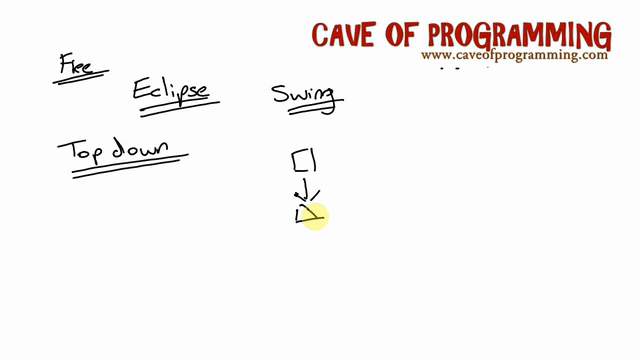 CAVE OF PROGRAMMING
www.caveofprogramming.com
Free
Eclipse
Swing
Top down